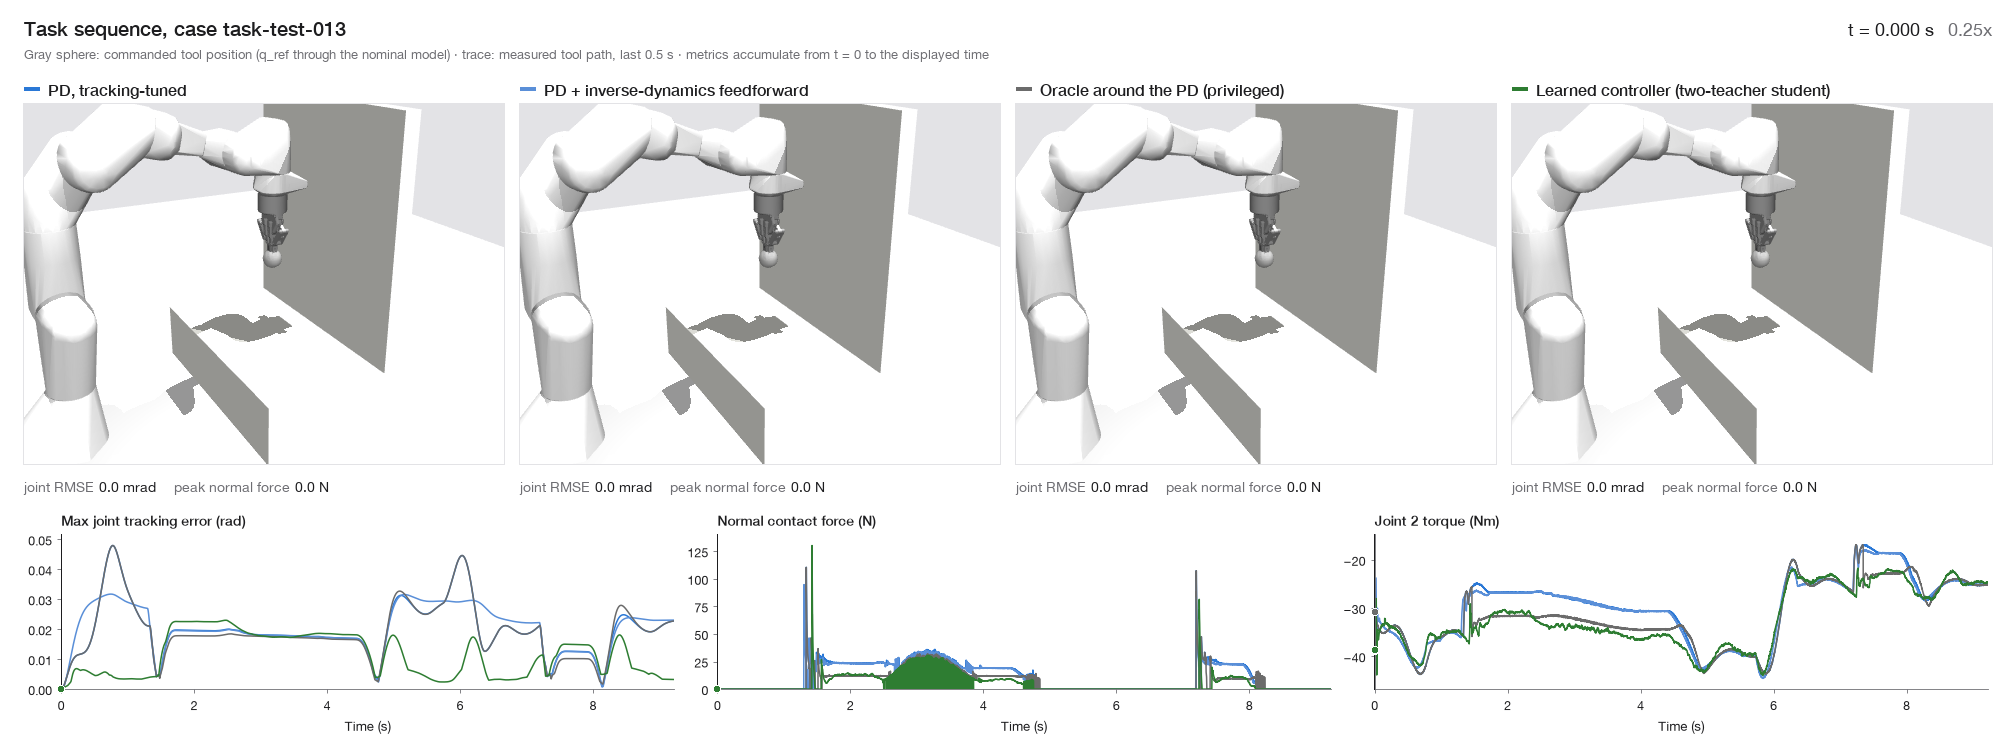 Task sequence, case task-test-013
t = 0.000 s 0.25x
Gray sphere: commanded tool position (q_ref through the nominal model) · trace: measured tool path, last 0.5 s · metrics accumulate from t = 0 to the displayed time
PD, tracking-tuned
PD + inverse-dynamics feedforward
Oracle around the PD (privileged)
Learned controller (two-teacher student)
joint RMSE 0.0 mrad peak normal force 0.0 N
joint RMSE 0.0 mrad peak normal force 0.0 N
joint RMSE 0.0 mrad peak normal force 0.0 N
joint RMSE 0.0 mrad peak normal force 0.0 N
Max joint tracking error (rad)
0.05
0.04
0.03
0.02
0.01
0.00
0 2 4 6 8
Time (s)
Normal contact force (N)
125
100
75
50
25
0
0 2 4 6 8
Time (s)
Joint 2 torque (Nm)
−20
−30
−40
0 2 4 6 8
Time (s)